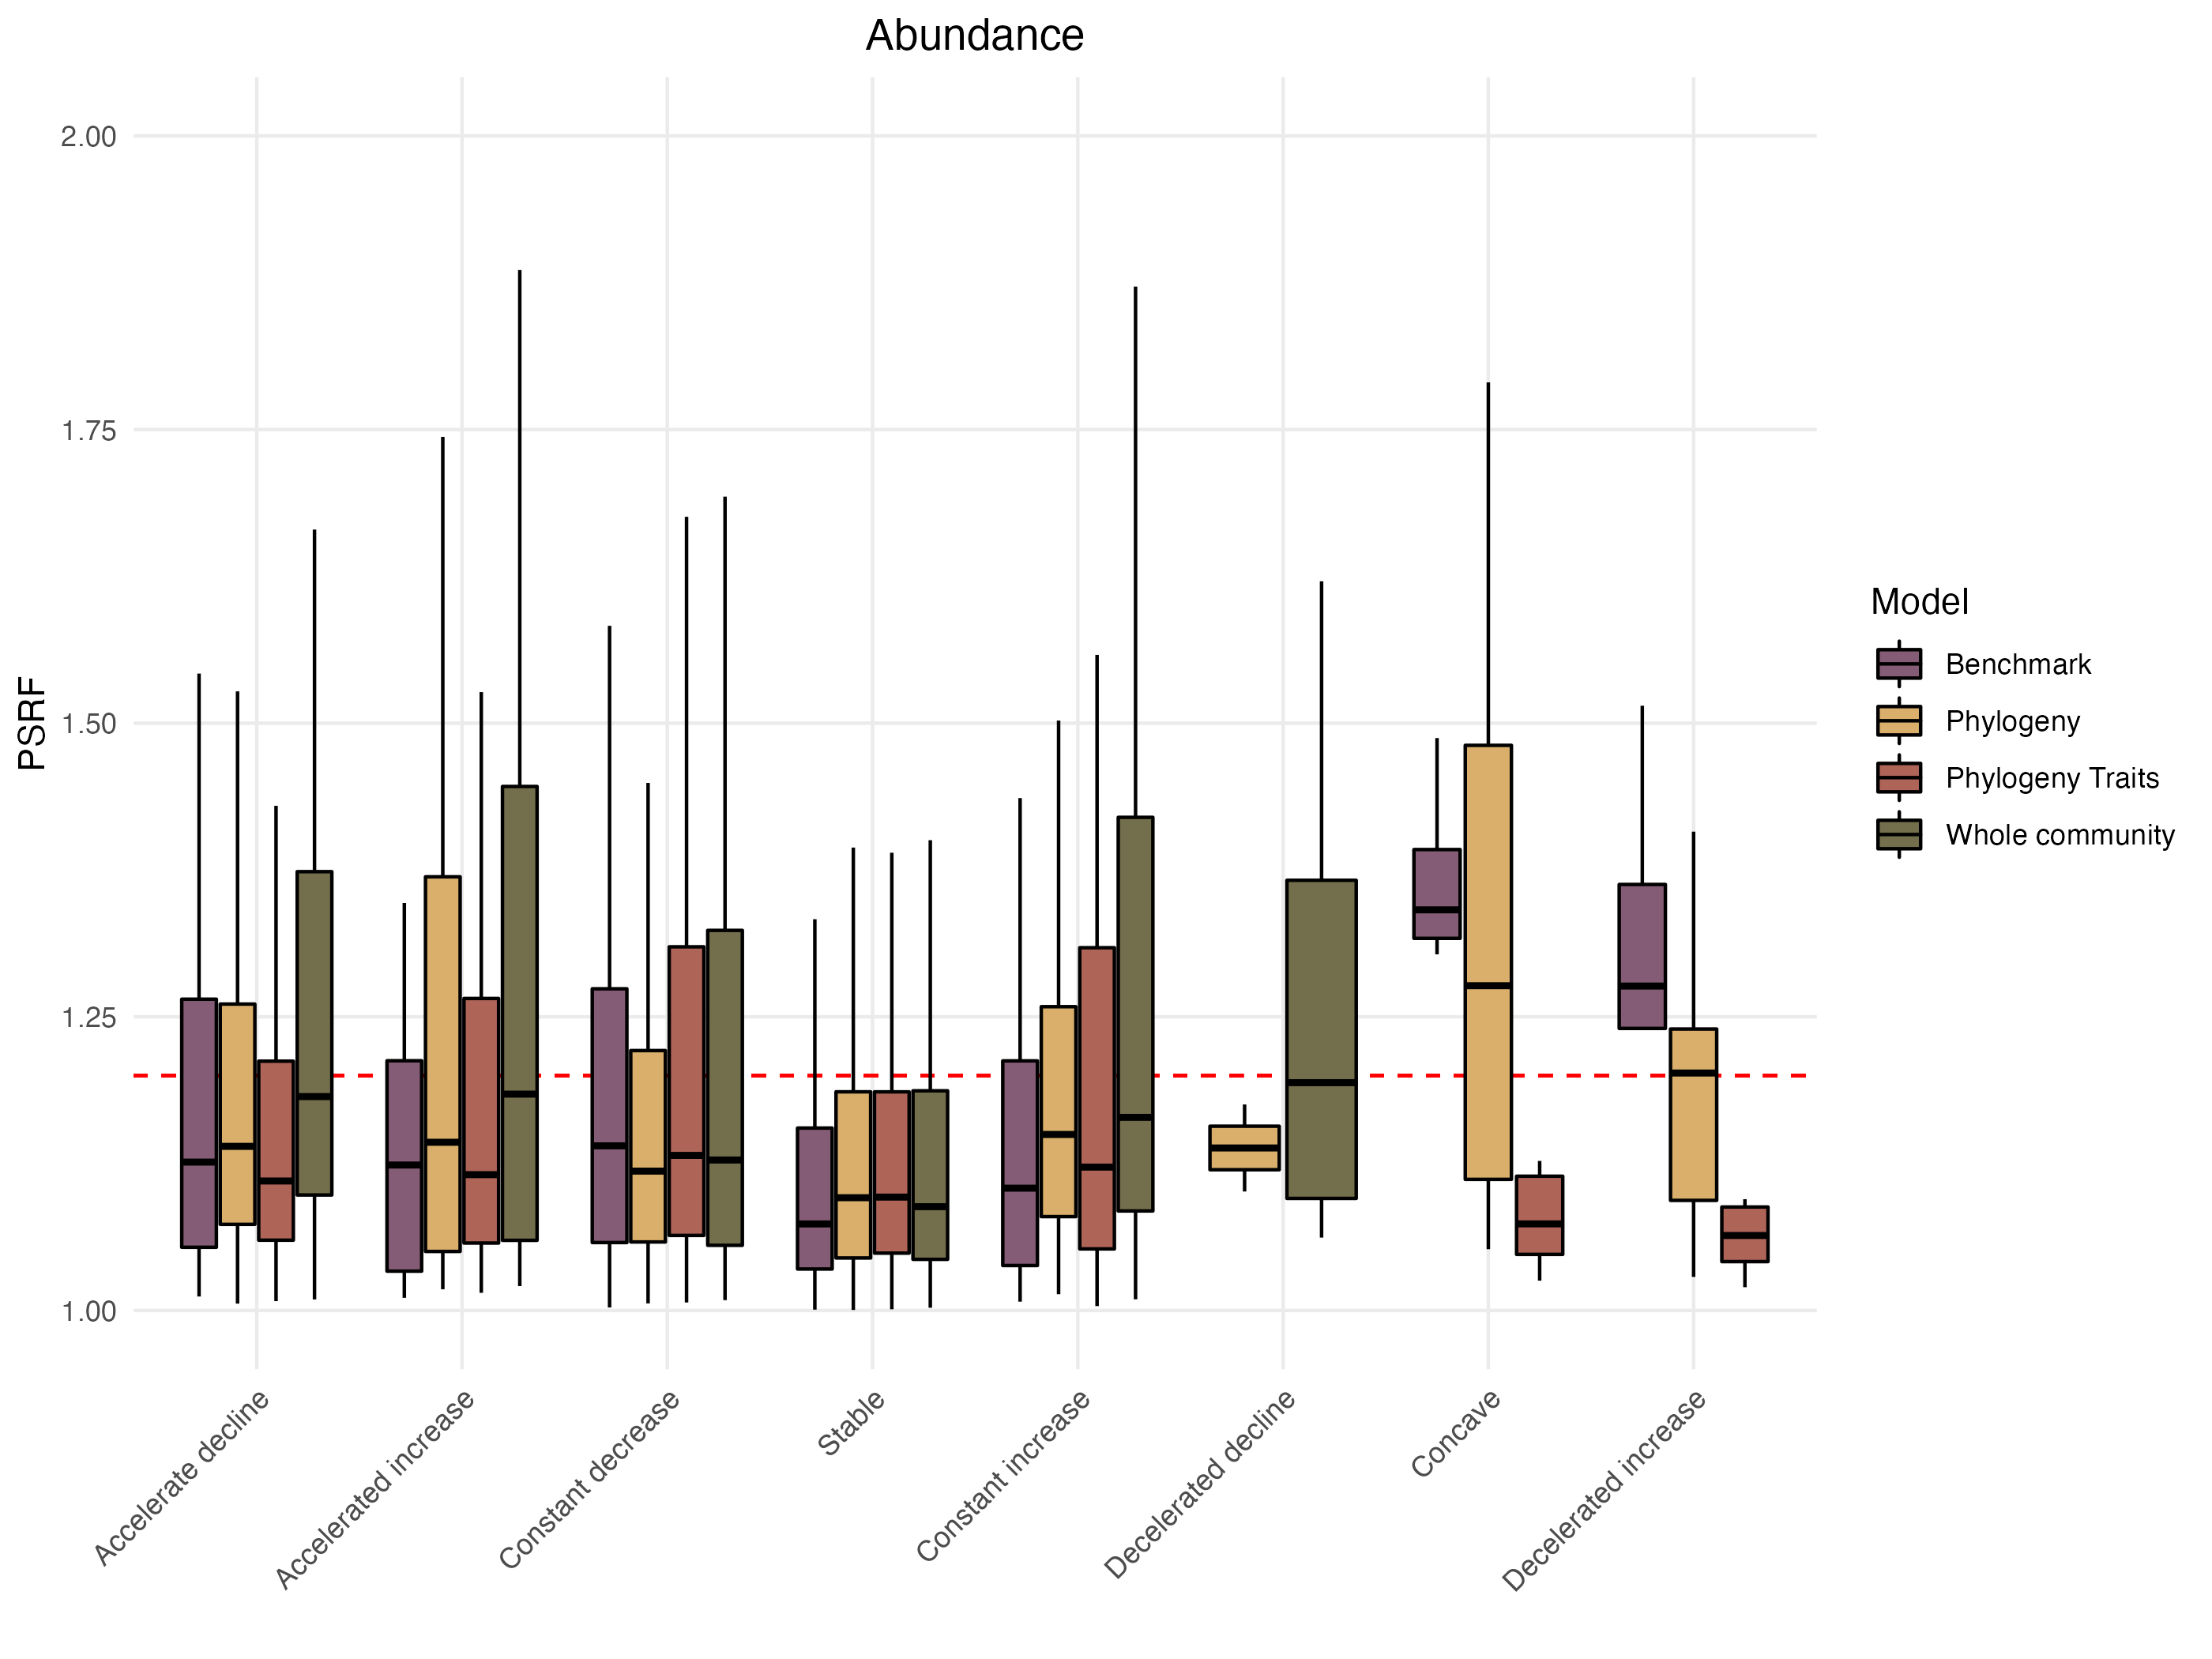 Abundance
PSRF
2.00
1.75
1.50
1.25
1.00
Accelerate decline
Accelerated increase
Constant decrease
Stable
Constant increase
Decelerated decline
Concave
Decelerated increase
Model
Benchmark
Phylogeny
Phylogeny Traits
Whole community